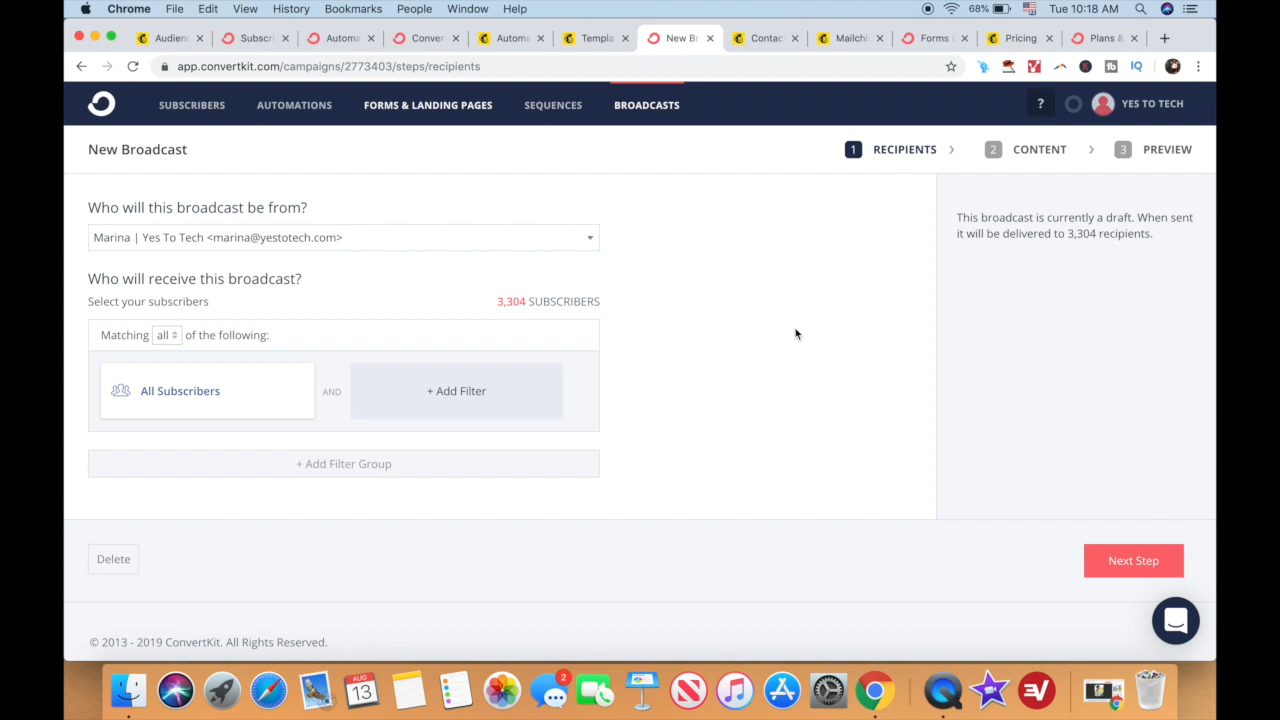 Chrome File Edit View History Bookmarks People Window Help 68% Tue 10:18 AM
Audien Subscri Automa Conver Automa Templa New Br Contac Mailchi Forms & Pricing Plans &
app.convertkit.com/campaigns/2773403/steps/recipients
SUBSCRIBERS AUTOMATIONS FORMS & LANDING PAGES SEQUENCES BROADCASTS ? YES TO TECH
New Broadcast 1 RECIPIENTS 2 CONTENT 3 PREVIEW
Who will this broadcast be from?
Marina | Yes To Tech <marina@yestotech.com>
This broadcast is currently a draft. When sent
it will be delivered to 3,304 recipients.
Who will receive this broadcast?
Select your subscribers 3,304 SUBSCRIBERS
Matching all of the following:
All Subscribers AND + Add Filter
+ Add Filter Group
Delete Next Step
© 2013 - 2019 ConvertKit. All Rights Reserved.
AUG
13
2